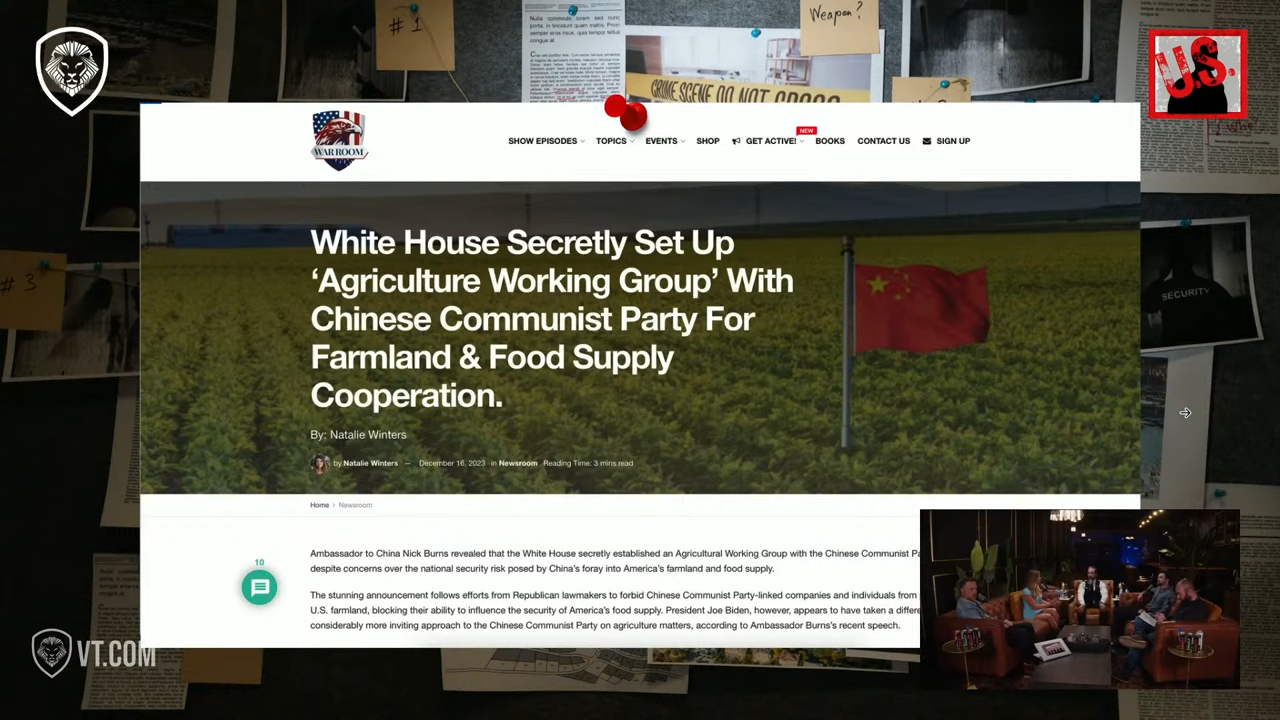 # 1
Weapon?
Nulla commodo
CRIME SCENE DO NOT CROSS
U.S.
WAR ROOM
SHOW EPISODES
TOPICS
EVENTS
SHOP
GET ACTIVE!
NEW
BOOKS
CONTACT US
SIGN UP
White House Secretly Set Up
‘Agriculture Working Group’ With
Chinese Communist Party For
Farmland & Food Supply
Cooperation.
By: Natalie Winters
by Natalie Winters — December 16, 2023 in Newsroom Reading Time: 3 mins read
# 3
SECURITY
Home > Newsroom
10
Ambassador to China Nick Burns revealed that the White House secretly established an Agricultural Working Group with the Chinese Communist Pa
despite concerns over the national security risk posed by China’s foray into America’s farmland and food supply.
The stunning announcement follows efforts from Republican lawmakers to forbid Chinese Communist Party-linked companies and individuals from
U.S. farmland, blocking their ability to influence the security of America’s food supply. President Joe Biden, however, appears to have taken a differe
considerably more inviting approach to the Chinese Communist Party on agriculture matters, according to Ambassador Burns’s recent speech.
VT.COM